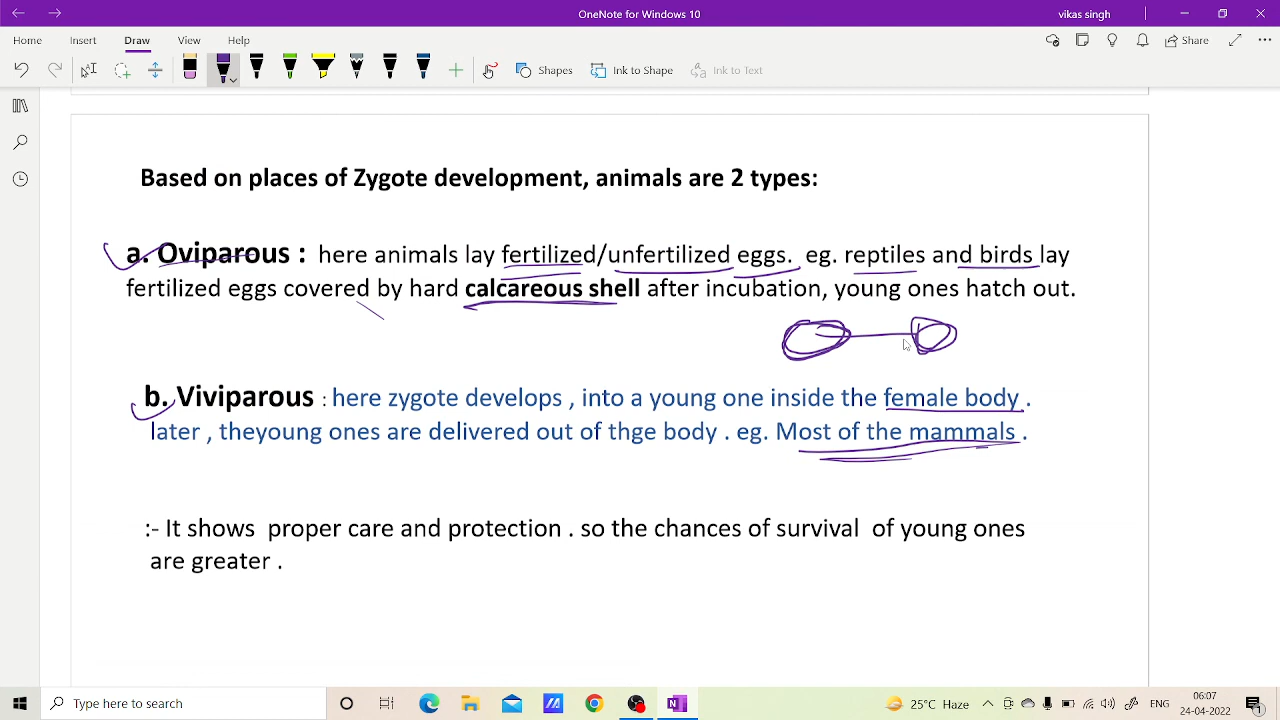 OneNote for Windows 10
vikas singh
Home Insert Draw View Help
Share
Shapes Ink to Shape Ink to Text
Based on places of Zygote development, animals are 2 types:
a. Oviparous : here animals lay fertilized/unfertilized eggs. eg. reptiles and birds lay
fertilized eggs covered by hard calcareous shell after incubation, young ones hatch out.
b. Viviparous : here zygote develops , into a young one inside the female body .
later , theyoung ones are delivered out of thge body . eg. Most of the mammals .
:- It shows proper care and protection . so the chances of survival of young ones
are greater .
Type here to search
25°C Haze
ENG
06:07
24-04-2022